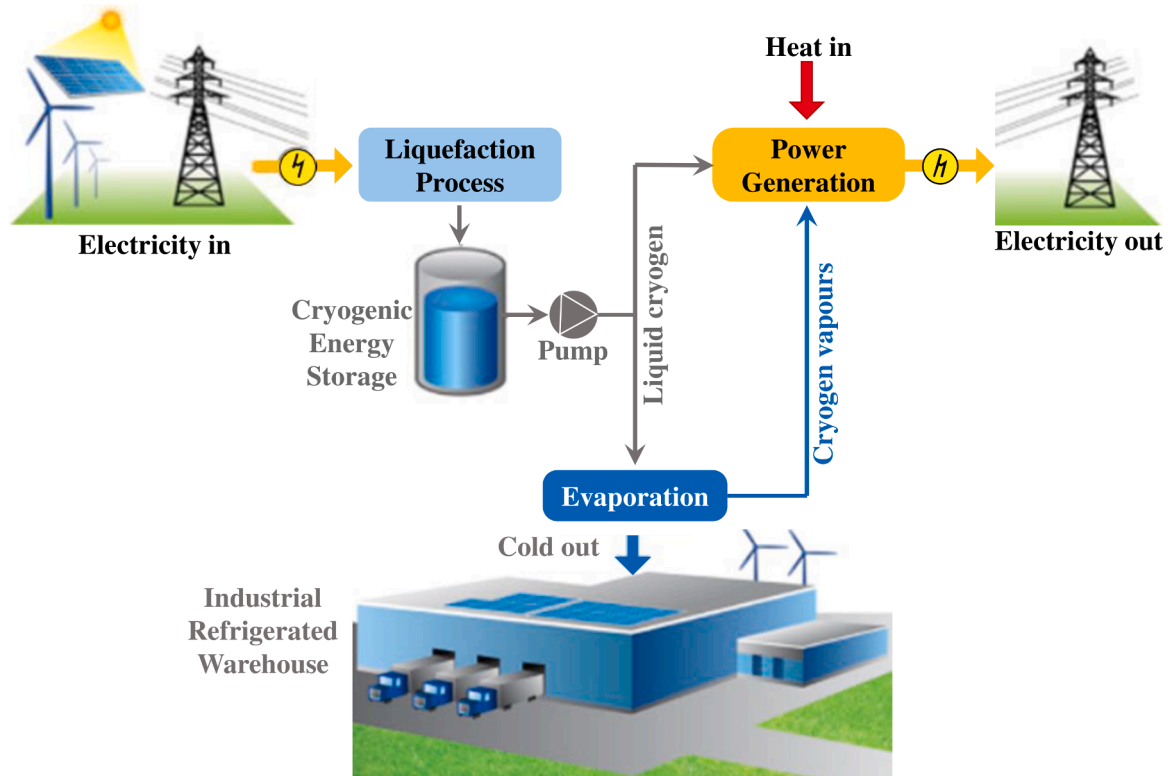 Heat in
Liquefaction
Process
Power
Generation
Electricity in
Electricity out
Cryogenic
Energy
Storage
Pump
Liquid cryogen
Cryogen vapours
Evaporation
Cold out
Industrial
Refrigerated
Warehouse